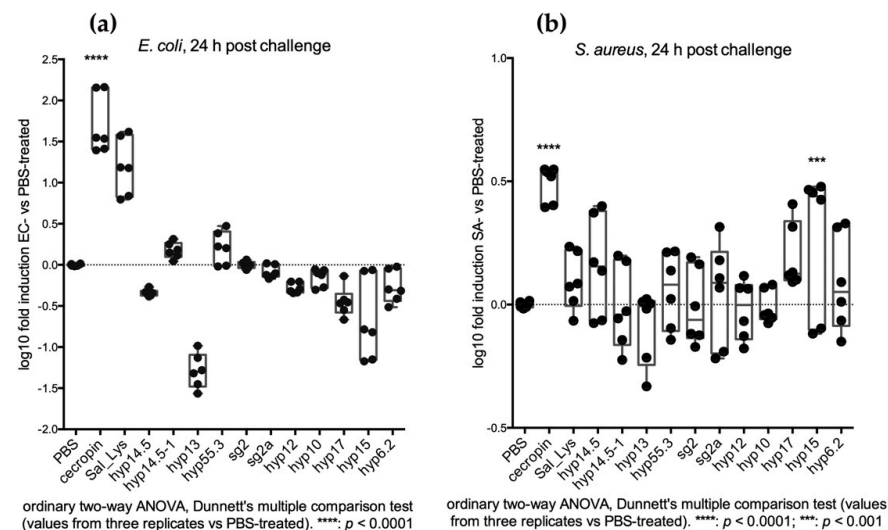 (a)
E. coli, 24 h post challenge
****
log10 fold induction EC- vs PBS-treated
2.5
2.0
1.5
1.0
0.5
0.0
-0.5
-1.0
-1.5
-2.0
PBS
cecropin
Sal_Lys
hyp14.5
hyp14.5-1
hyp13
hyp55.3
sg2
sg2a
hyp12
hyp10
hyp17
hyp15
hyp6.2
ordinary two-way ANOVA, Dunnett's multiple comparison test
(values from three replicates vs PBS-treated). ****: p < 0.0001
(b)
S. aureus, 24 h post challenge
****
***
log10 fold induction SA- vs PBS-treated
1.0
0.5
0.0
-0.5
PBS
cecropin
Sal_Lys
hyp14.5
hyp14.5-1
hyp13
hyp55.3
sg2
sg2a
hyp12
hyp10
hyp17
hyp15
hyp6.2
ordinary two-way ANOVA, Dunnett's multiple comparison test (values
from three replicates vs PBS-treated). ****: p < 0.0001; ***: p < 0.001